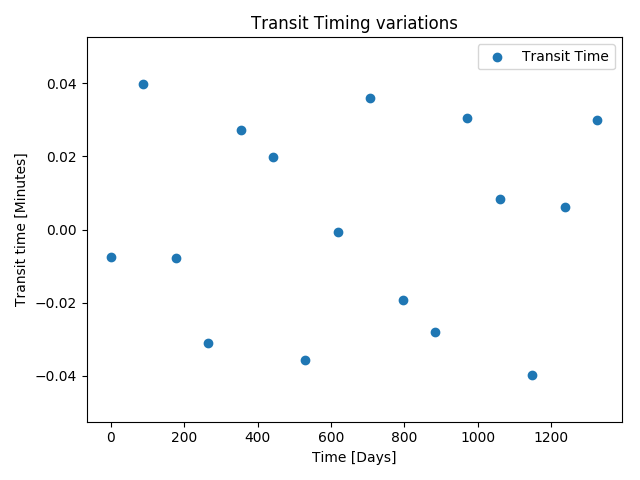 Transit Timing variations
Transit Time
0.04
0.02
0.00
−0.02
−0.04
Transit time [Minutes]
0 200 400 600 800 1000 1200
Time [Days]